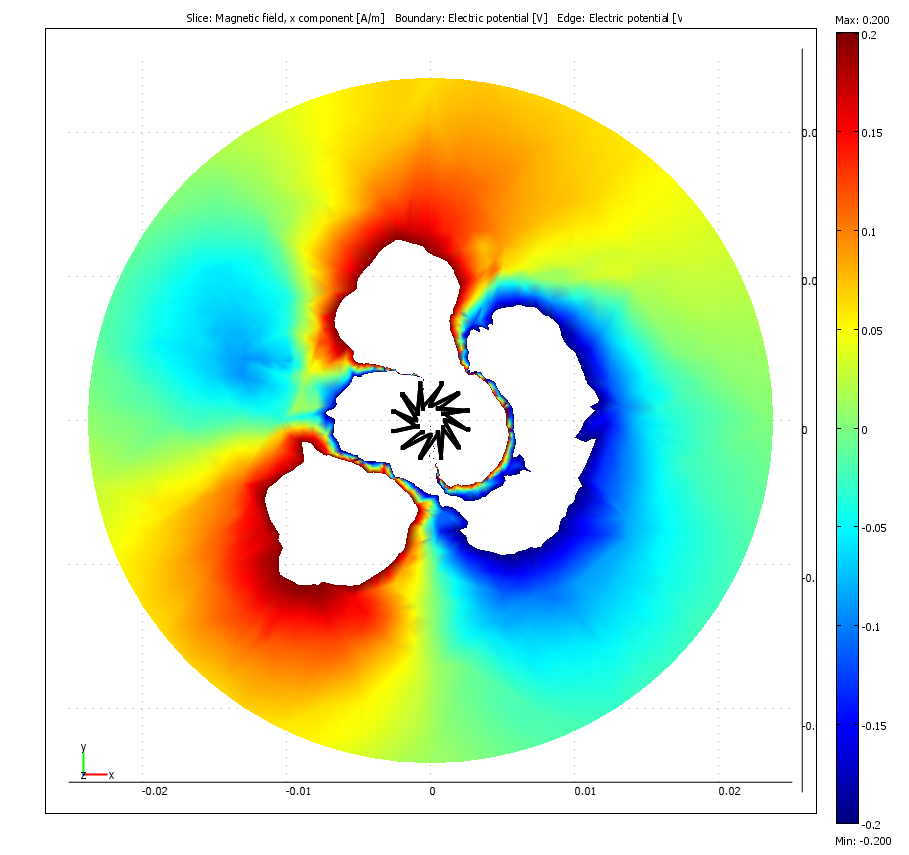 Slice: Magnetic field, x component [A/m] Boundary: Electric potential [V] Edge: Electric potential [V
Max: 0.200
0.2
0.15
0.1
0.05
0
-0.05
-0.1
-0.15
-0.2
Min: -0.200
0.0
0.0
0
-0.
-0.
y
z x
-0.02 -0.01 0 0.01 0.02